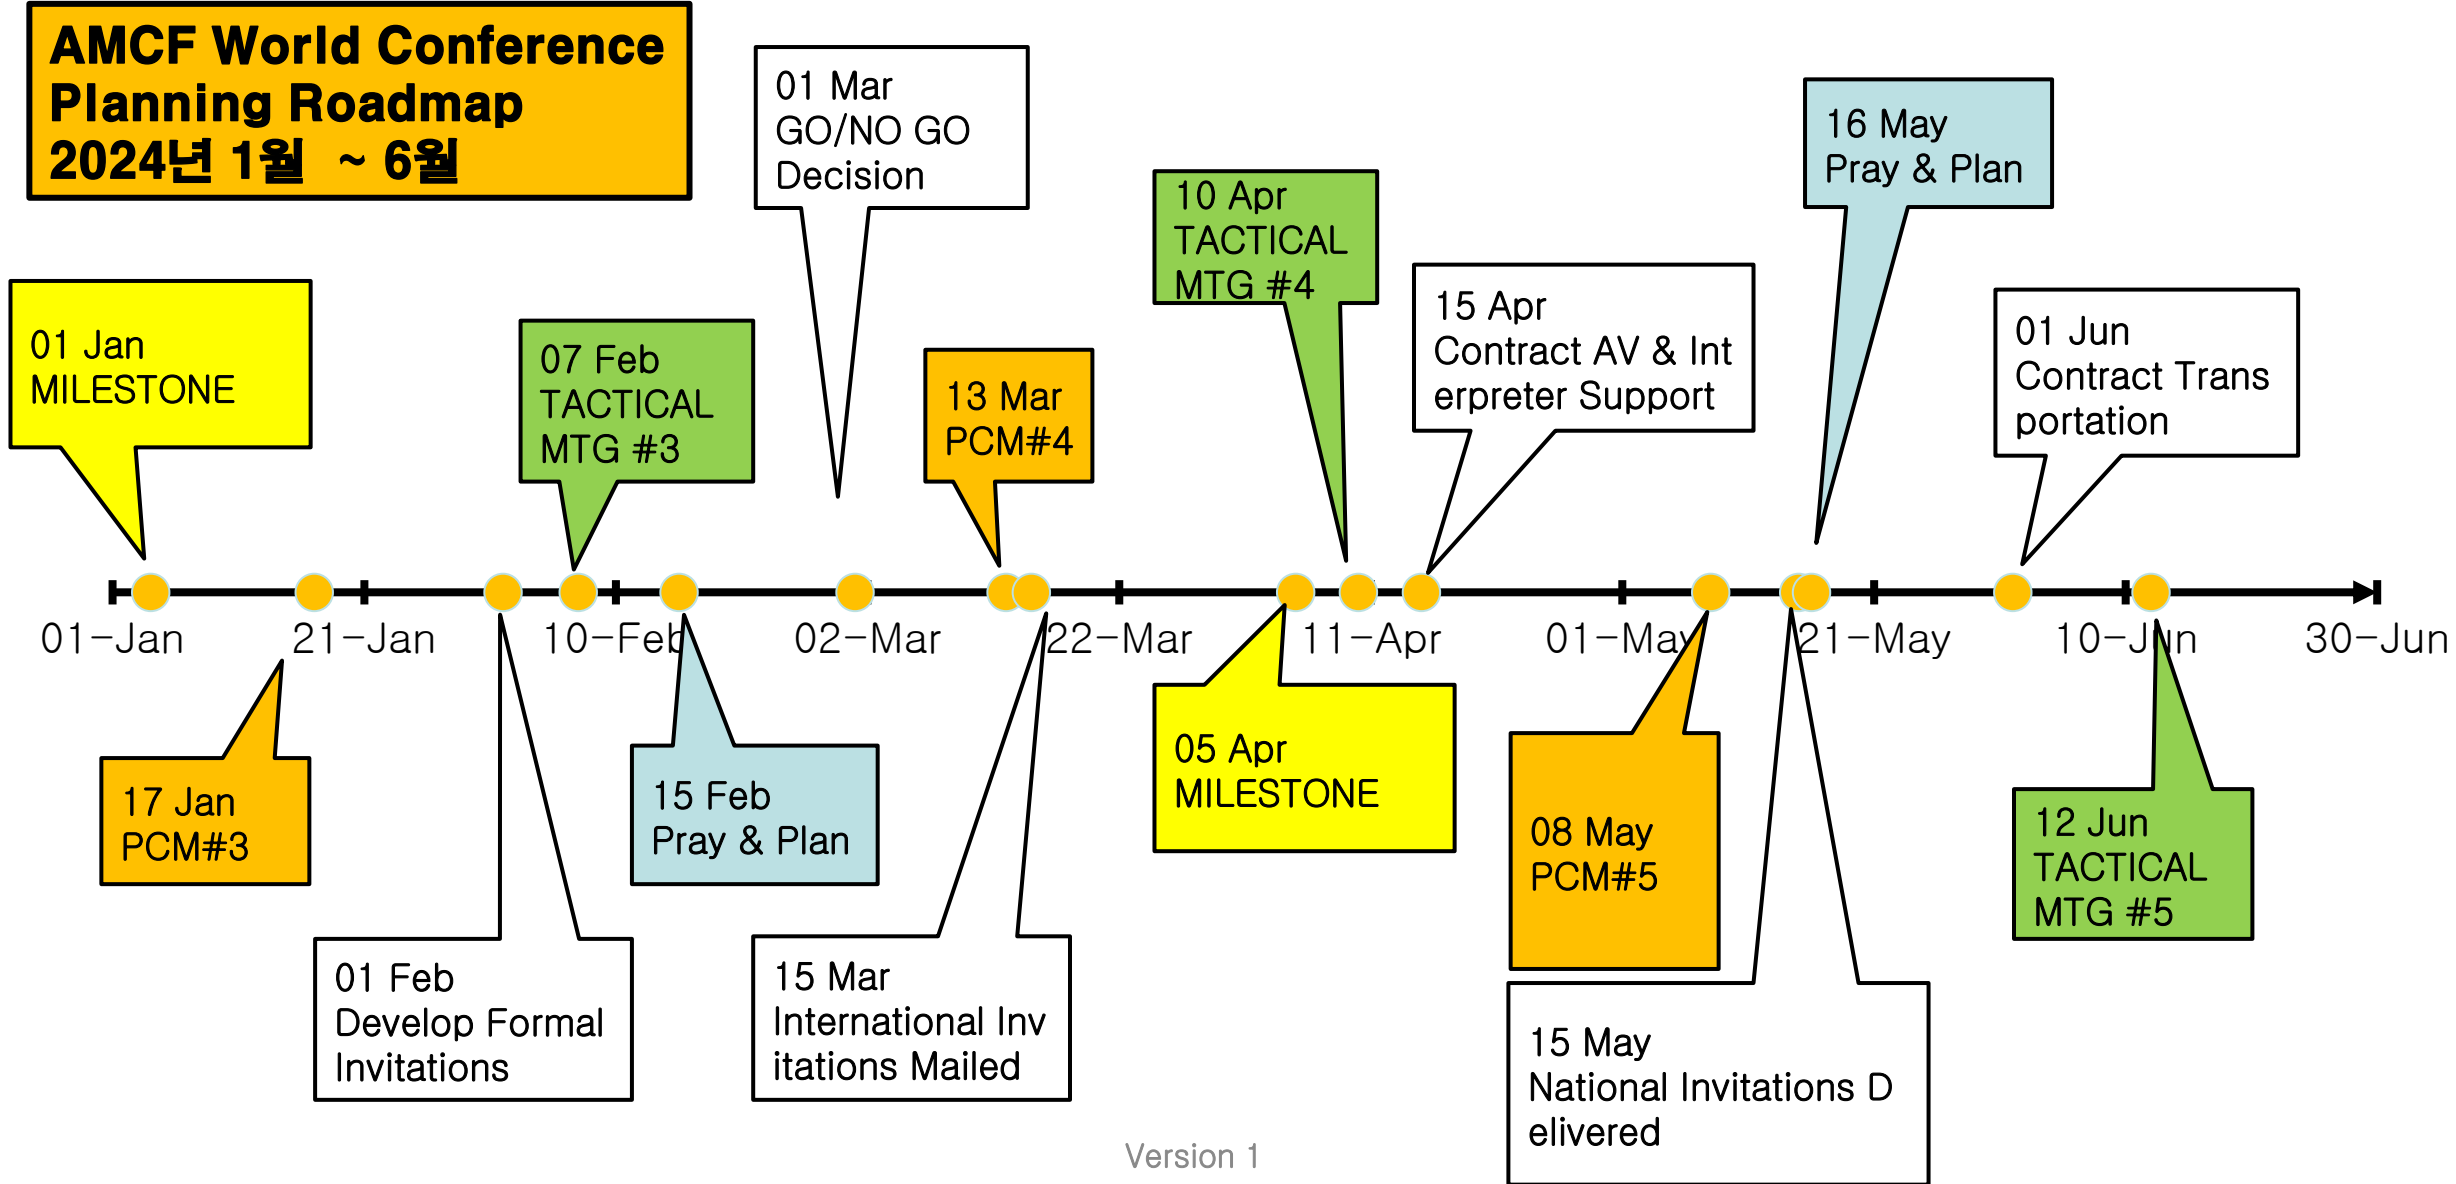 AMCF World Conference
Planning Roadmap
2024년 1월 ~ 6월
01 Mar
GO/NO GO
Decision
16 May
Pray & Plan
10 Apr
TACTICAL
MTG #4
15 Apr
Contract AV & Int
erpreter Support
01 Jun
Contract Trans
portation
01 Jan
MILESTONE
07 Feb
TACTICAL
MTG #3
13 Mar
PCM#4
01-Jan
21-Jan
10-Feb
02-Mar
22-Mar
11-Apr
01-May
21-May
10-Jun
30-Jun
17 Jan
PCM#3
15 Feb
Pray & Plan
05 Apr
MILESTONE
08 May
PCM#5
12 Jun
TACTICAL
MTG #5
01 Feb
Develop Formal
Invitations
15 Mar
International Inv
itations Mailed
15 May
National Invitations D
elivered
Version 1